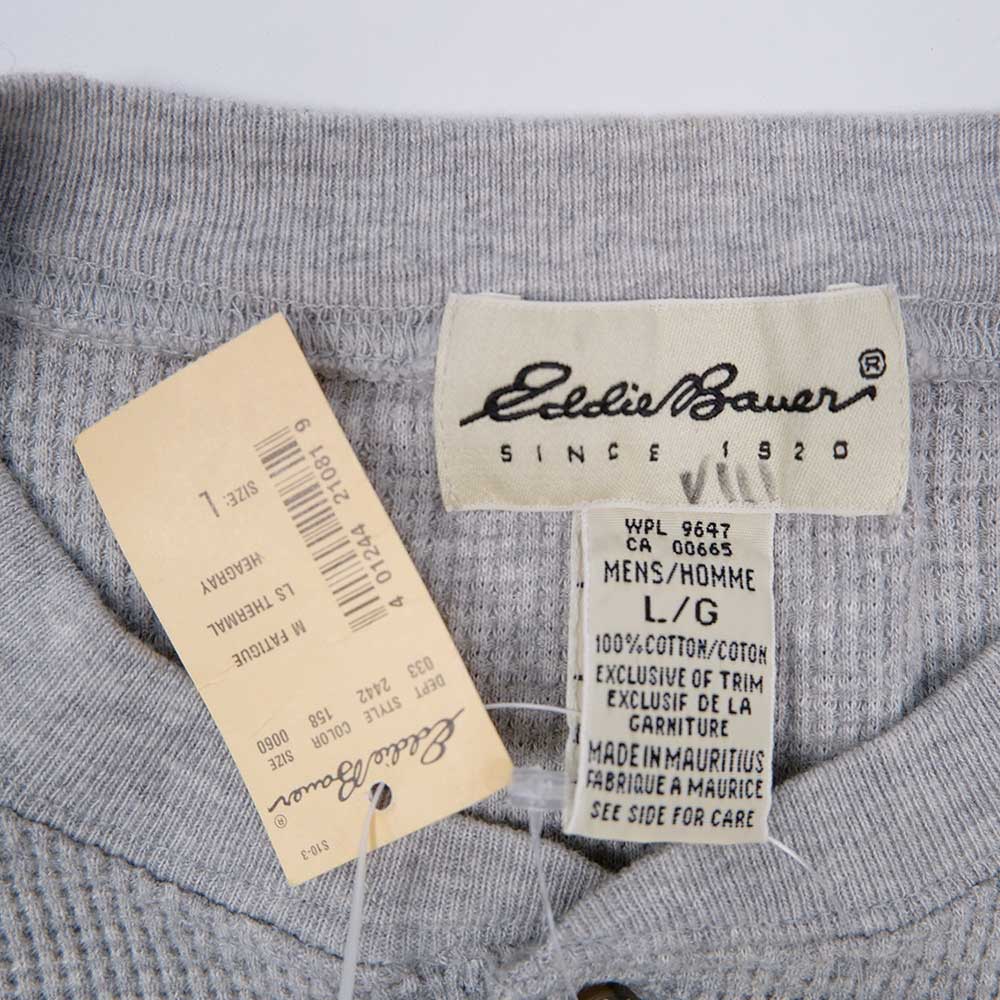 Eddie Bauer®
SINCE 1920
VIII
WPL 9647
CA 00665
MENS/HOMME
L/G
100% COTTON/COTON
EXCLUSIVE OF TRIM
EXCLUSIF DE LA
GARNITURE
MADE IN MAURITIUS
FABRIQUE A MAURICE
SEE SIDE FOR CARE
S10-3
Eddie Bauer®
DEPT STYLE COLOR SIZE
033 2442 158 0060
M FATIGUE
LS THERMAL
HEAGRAY
SIZE: L
4 01244 21081 9